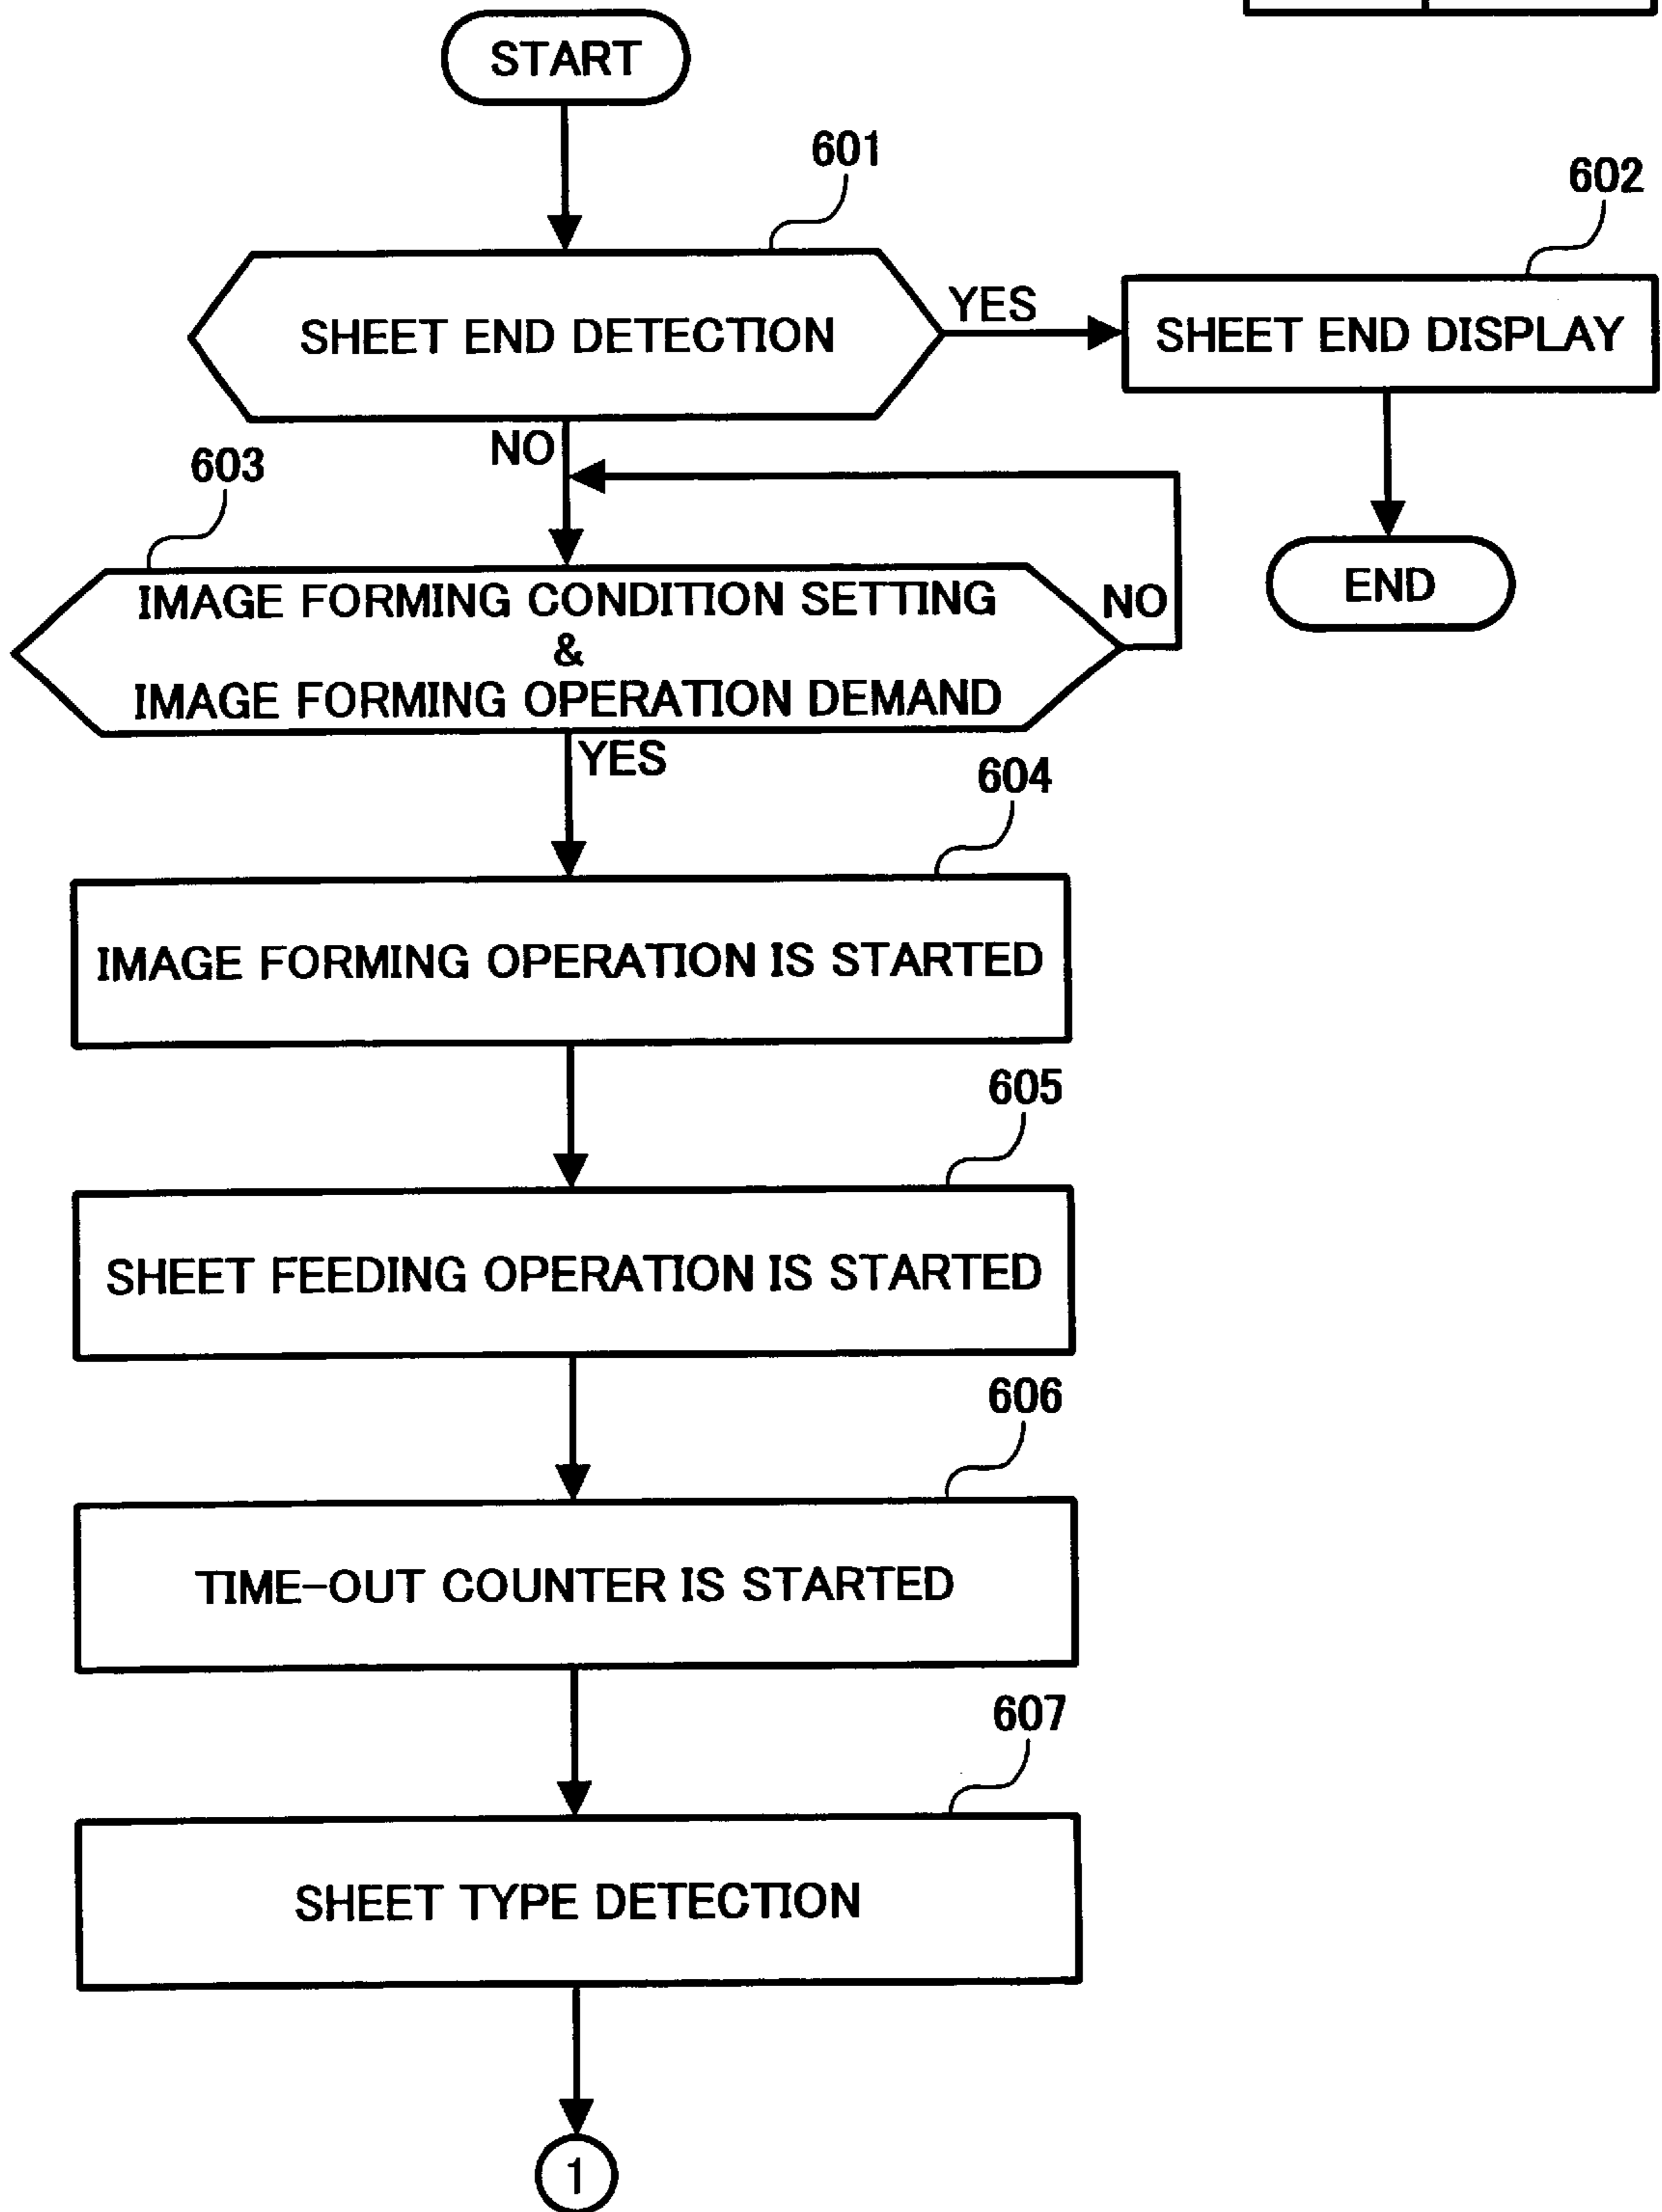 START
601
602
SHEET END DETECTION
YES
SHEET END DISPLAY
NO
603
END
IMAGE FORMING CONDITION SETTING
&
IMAGE FORMING OPERATION DEMAND
NO
YES
604
IMAGE FORMING OPERATION IS STARTED
605
SHEET FEEDING OPERATION IS STARTED
606
TIME-OUT COUNTER IS STARTED
607
SHEET TYPE DETECTION
1